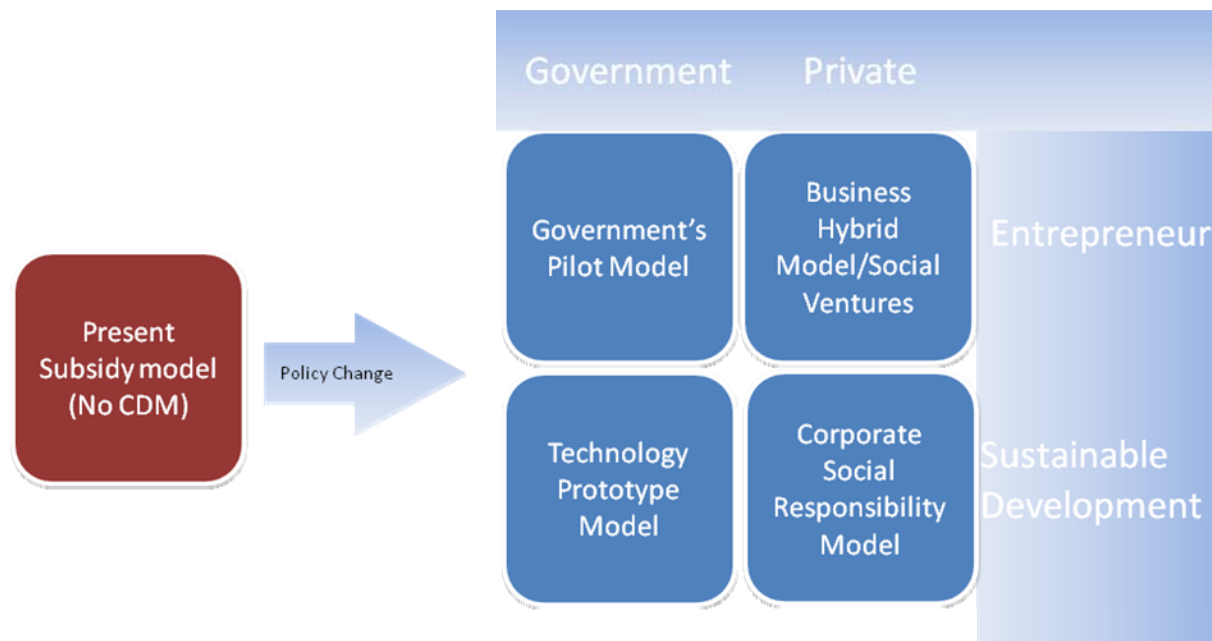 Government Private
Government's
Pilot Model
Business
Hybrid
Model/Social
Ventures
Entrepreneur
Present
Subsidy model
(No CDM)
Policy Change
Technology
Prototype
Model
Corporate
Social
Responsibility
Model
Sustainable
Development